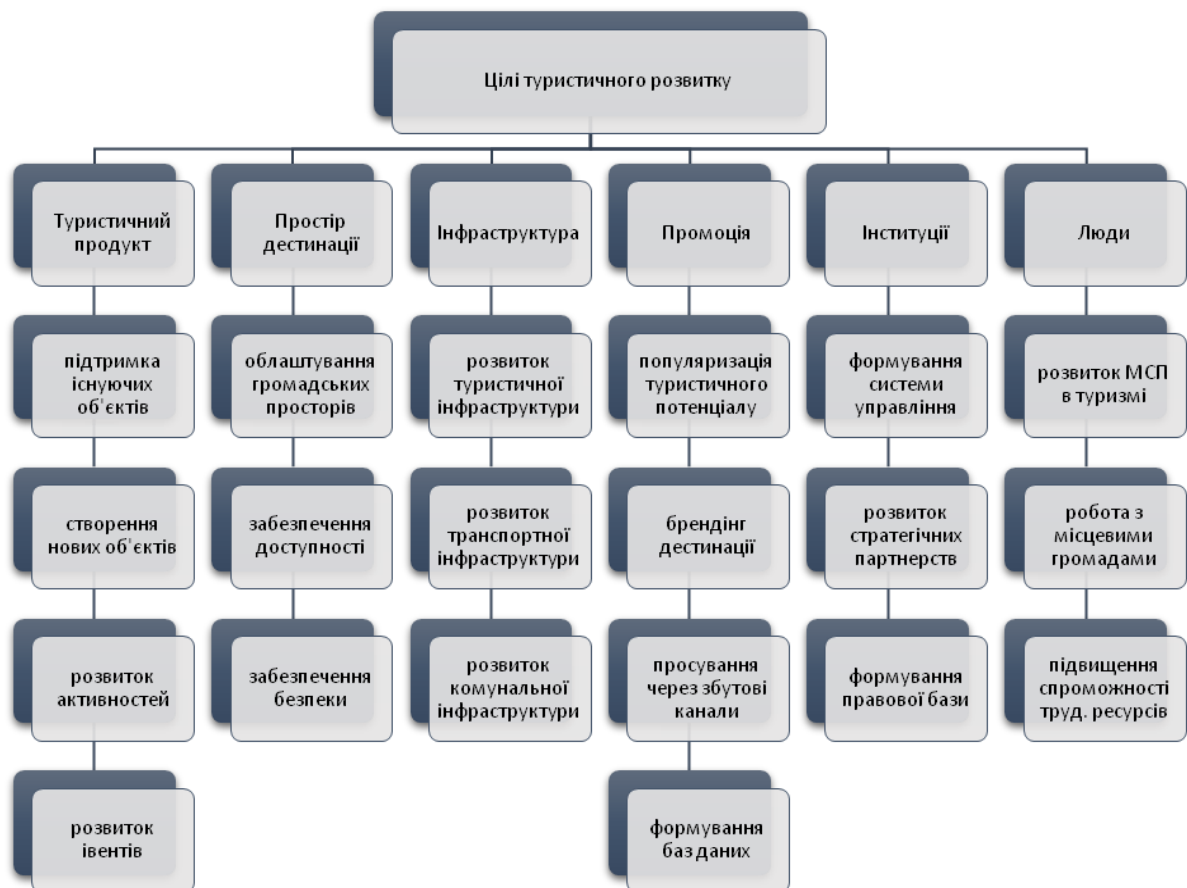 Цілі туристичного розвитку
Туристичний
продукт
Простір
дестинації
Інфраструктура
Промоція
Інституції
Люди
підтримка
існуючих
об'єктів
облаштування
громадських
просторів
розвиток
туристичної
інфраструктури
популяризація
туристичного
потенціалу
формування
системи
управління
розвиток МСП
в туризмі
створення
нових об'єктів
забезпечення
доступності
розвиток
транспортної
інфраструктури
брендінг
дестинації
розвиток
стратегічних
партнерств
робота з
місцевими
громадами
розвиток
активностей
забезпечення
безпеки
розвиток
комунальної
інфраструктури
просування
через збутові
канали
формування
правової бази
підвищення
спроможності
труд. ресурсів
розвиток
івентів
формування
баз даних